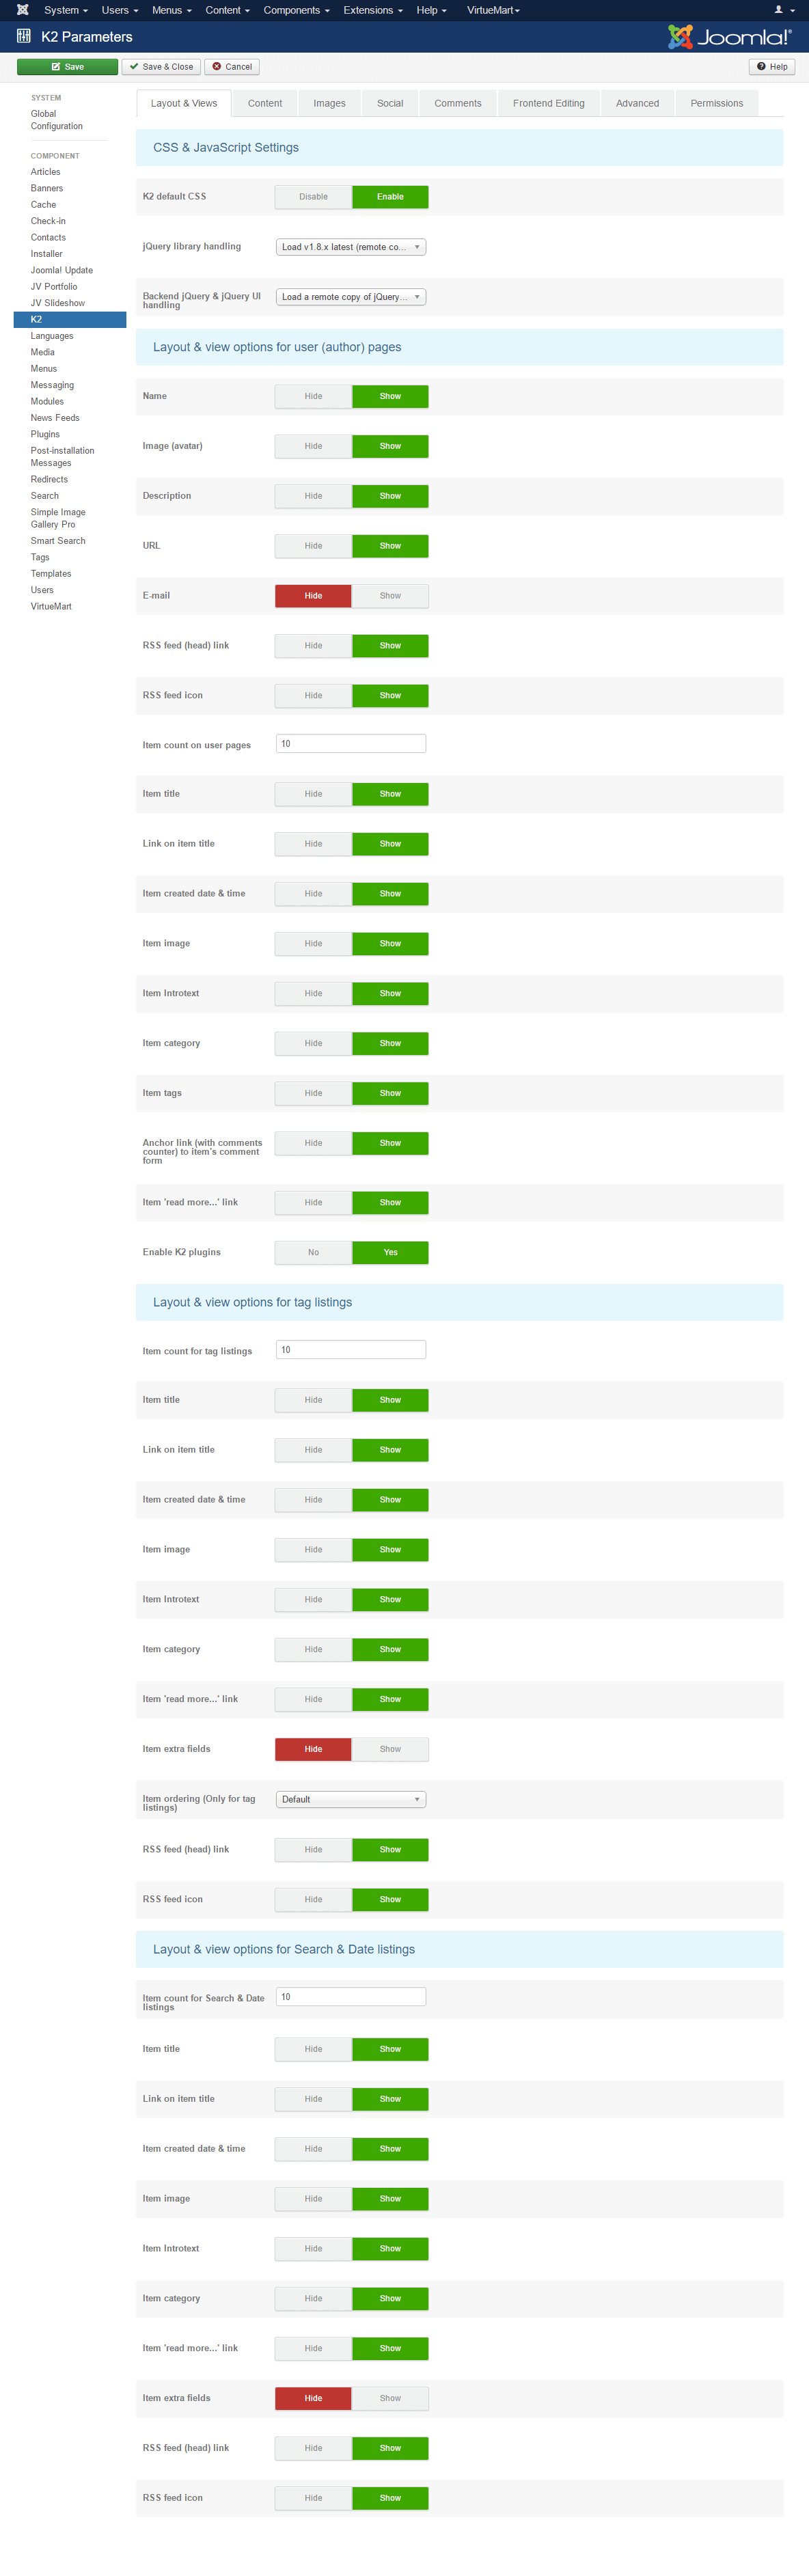 System Users Menus Content Components Extensions Help VirtueMart
K2 Parameters
Joomla!®
Save Save & Close Cancel Help
SYSTEM
Global
Configuration
COMPONENT
Articles
Banners
Cache
Check-in
Contacts
Installer
Joomla! Update
JV Portfolio
JV Slideshow
K2
Languages
Media
Menus
Messaging
Modules
News Feeds
Plugins
Post-installation
Messages
Redirects
Search
Simple Image
Gallery Pro
Smart Search
Tags
Templates
Users
VirtueMart
Layout & Views Content Images Social Comments Frontend Editing Advanced Permissions
CSS & JavaScript Settings
K2 default CSS Disable Enable
jQuery library handling Load v1.8.x latest (remote co...
Backend jQuery & jQuery UI
handling
Load a remote copy of jQuery...
Layout & view options for user (author) pages
Name Hide Show
Image (avatar) Hide Show
Description Hide Show
URL Hide Show
E-mail Hide Show
RSS feed (head) link Hide Show
RSS feed icon Hide Show
Item count on user pages 10
Item title Hide Show
Link on item title Hide Show
Item created date & time Hide Show
Item image Hide Show
Item Introtext Hide Show
Item category Hide Show
Item tags Hide Show
Anchor link (with comments
counter) to item's comment
form
Hide Show
Item 'read more...' link Hide Show
Enable K2 plugins No Yes
Layout & view options for tag listings
Item count for tag listings 10
Item title Hide Show
Link on item title Hide Show
Item created date & time Hide Show
Item image Hide Show
Item Introtext Hide Show
Item category Hide Show
Item 'read more...' link Hide Show
Item extra fields Hide Show
Item ordering (Only for tag
listings)
Default
RSS feed (head) link Hide Show
RSS feed icon Hide Show
Layout & view options for Search & Date listings
Item count for Search & Date
listings
10
Item title Hide Show
Link on item title Hide Show
Item created date & time Hide Show
Item image Hide Show
Item Introtext Hide Show
Item category Hide Show
Item 'read more...' link Hide Show
Item extra fields Hide Show
RSS feed (head) link Hide Show
RSS feed icon Hide Show